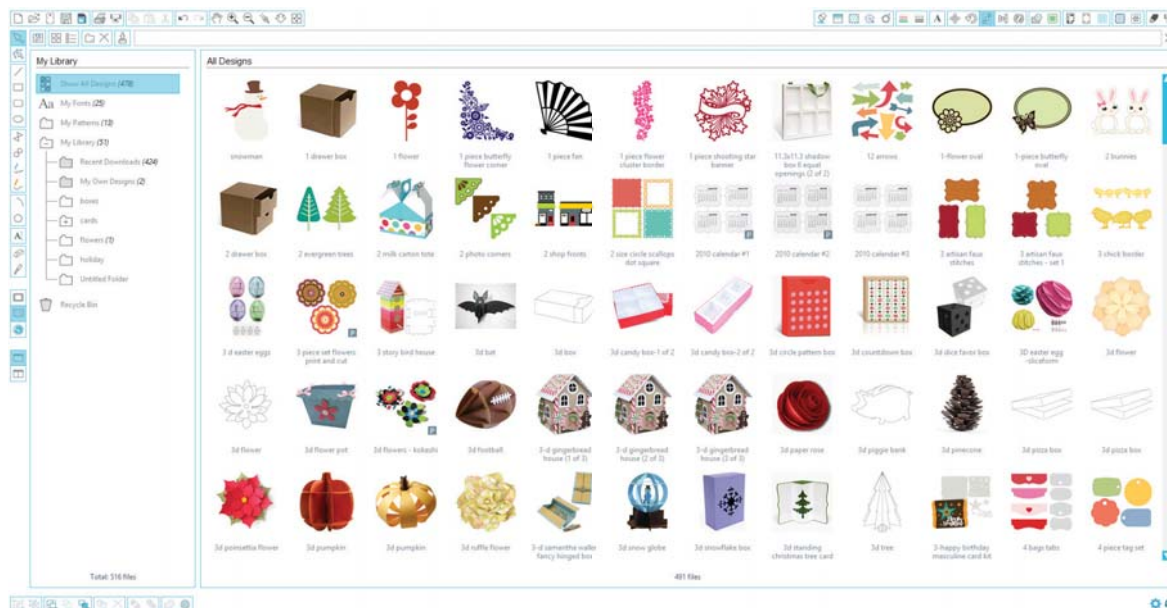 My Library
Show All Designs (478)
My Fonts (25)
My Patterns (13)
My Library (51)
Recent Downloads (424)
My Own Designs (2)
boxes
cards
flowers (1)
holiday
Untitled Folder
Recycle Bin
Total: 516 files
All Designs
snowman
1 drawer box
1 flower
1 piece butterfly
flower corner
1 piece fan
1 piece flower
cluster border
1 piece shooting star
banner
11.3x11.3 shadow
box 8 equal
openings (2 of 2)
12 arrows
1-flower oval
1-piece butterfly
oval
2 bunnies
2 drawer box
2 evergreen trees
2 milk carton tote
2 photo corners
2 shop fronts
2 size circle scallops
dot square
2010 calendar #1
2010 calendar #2
2010 calendar #3
3 artisan faux
stitches
3 artisan faux
stitches - set 1
3 chick border
3 d easter eggs
3 piece set flowers
print and cut
3 story bird house
3d bat
3d box
3d candy box-1 of 2
3d candy box-2 of 2
3d circle pattern box
3d countdown box
3d dice favor box
3D easter egg
-sliceform
3d flower
3d flower
3d flower pot
3d flowers - kokeshi
3d football
3-d gingerbread
house (1 of 3)
3-d gingerbread
house (2 of 3)
3-d gingerbread
house (3 of 3)
3d paper rose
3d piggie bank
3d pinecone
3d pizza box
3d pizza box
3d poinsettia flower
3d pumpkin
3d pumpkin
3d ruffle flower
3-d samantha walker
fancy hinged box
3d snow globe
3d snowflake box
3d standing
christmas tree card
3d tree
3-happy birthday
masculine card kit
4 bags tabs
4 piece tag set
491 files